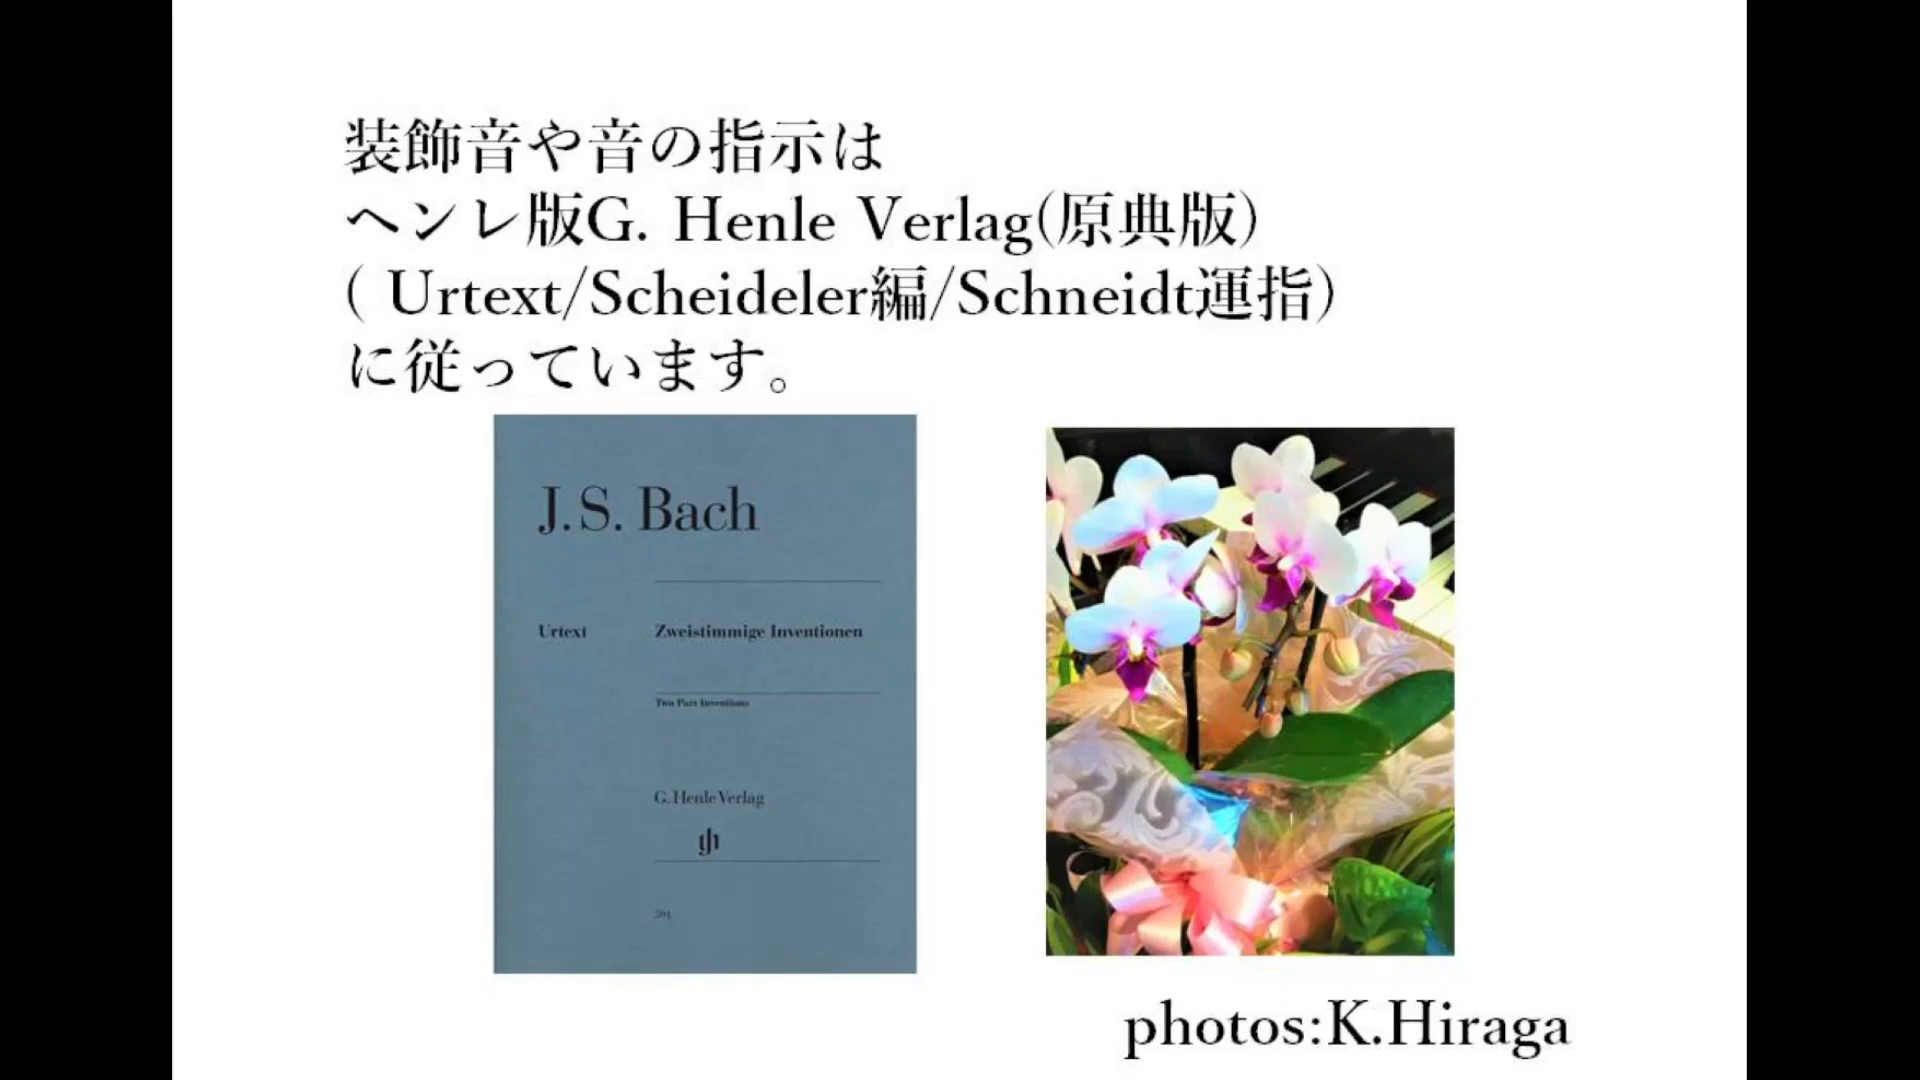 装飾音や音の指示は
ヘンレ版G. Henle Verlag(原典版)
( Urtext/Scheideler編/Schneidt運指)
に従っています。
J. S. Bach
Urtext Zweistimmige Inventionen
Two Part Inventions
G. Henle Verlag
photos:K.Hiraga